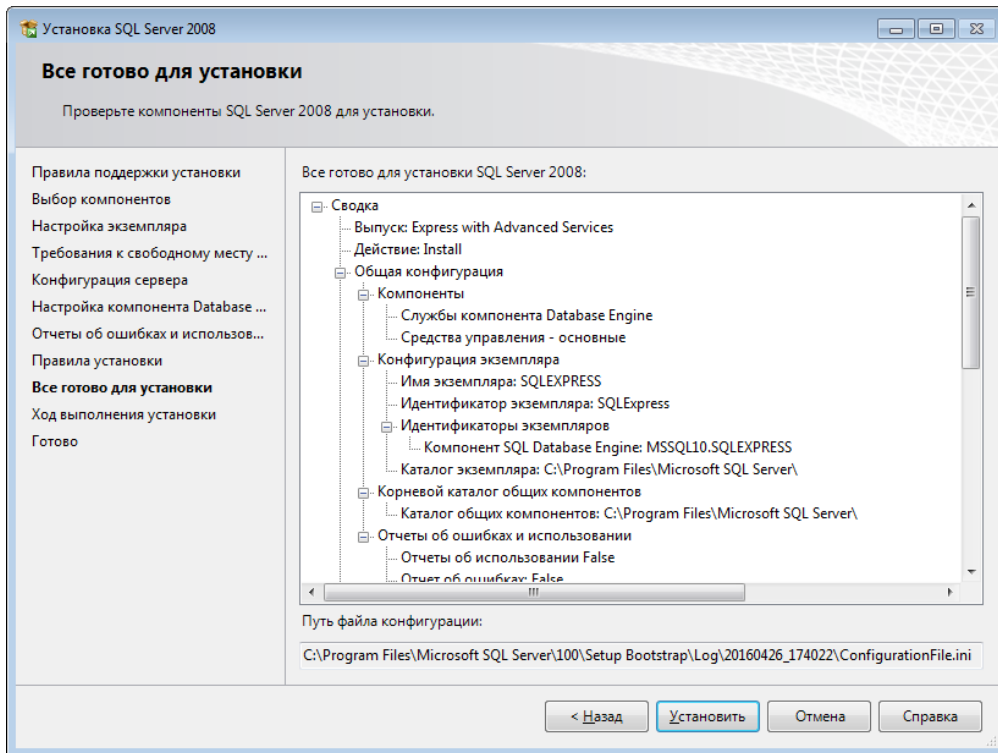 Установка SQL Server 2008
Все готово для установки
Проверьте компоненты SQL Server 2008 для установки.
Правила поддержки установки
Выбор компонентов
Настройка экземпляра
Требования к свободному месту ...
Конфигурация сервера
Настройка компонента Database ...
Отчеты об ошибках и использов...
Правила установки
Все готово для установки
Ход выполнения установки
Готово
Все готово для установки SQL Server 2008:
Сводка
Выпуск: Express with Advanced Services
Действие: Install
Общая конфигурация
Компоненты
Службы компонента Database Engine
Средства управления - основные
Конфигурация экземпляра
Имя экземпляра: SQLEXPRESS
Идентификатор экземпляра: SQLExpress
Идентификаторы экземпляров
Компонент SQL Database Engine: MSSQL10.SQLEXPRESS
Каталог экземпляра: C:\Program Files\Microsoft SQL Server\
Корневой каталог общих компонентов
Каталог общих компонентов: C:\Program Files\Microsoft SQL Server\
Отчеты об ошибках и использовании
Отчеты об использовании False
Отчет об ошибках: False
Путь файла конфигурации:
C:\Program Files\Microsoft SQL Server\100\Setup Bootstrap\Log\20160426_174022\ConfigurationFile.ini
< Назад
Установить
Отмена
Справка